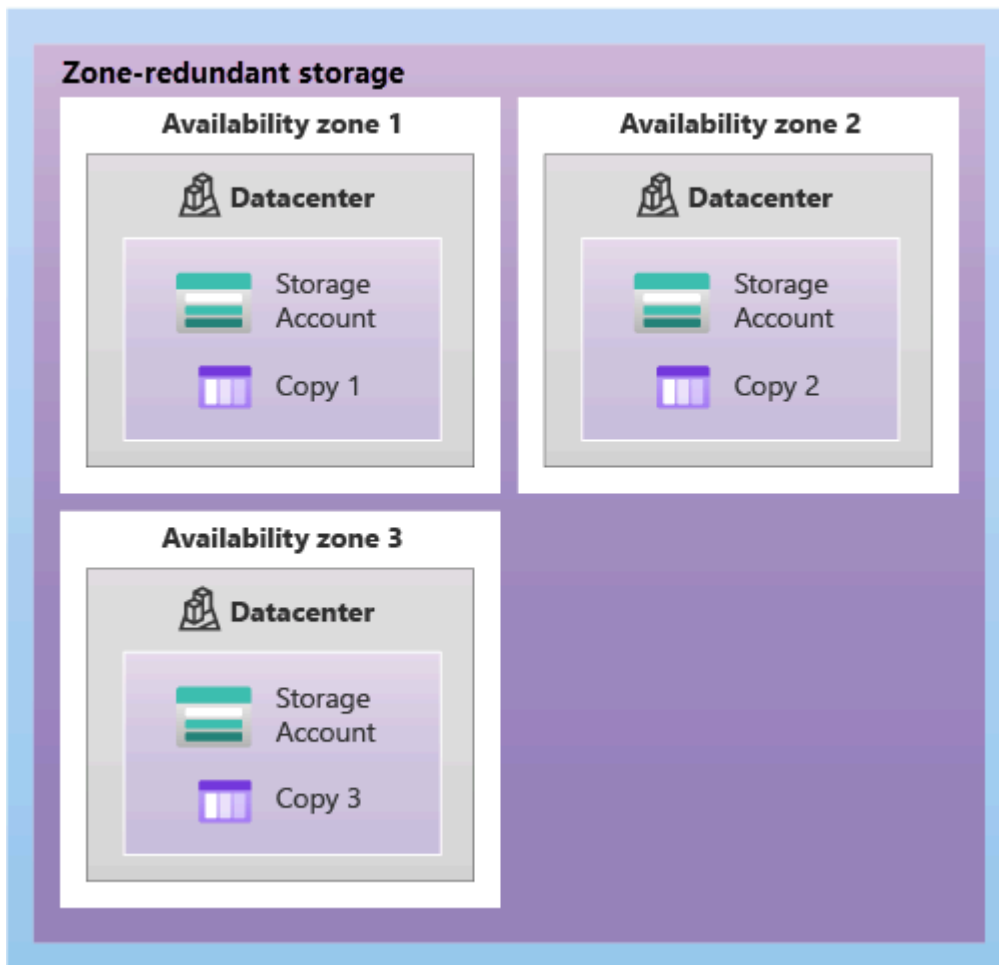 Zone-redundant storage
Availability zone 1
Datacenter
Storage
Account
Copy 1
Availability zone 2
Datacenter
Storage
Account
Copy 2
Availability zone 3
Datacenter
Storage
Account
Copy 3